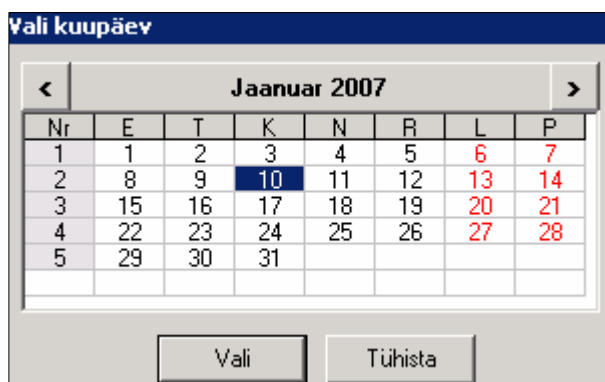 Vali kuupäev
< Jaanuar 2007 >
Nr E T K N R L P
1 1 2 3 4 5 6 7
2 8 9 10 11 12 13 14
3 15 16 17 18 19 20 21
4 22 23 24 25 26 27 28
5 29 30 31
Vali Tühista